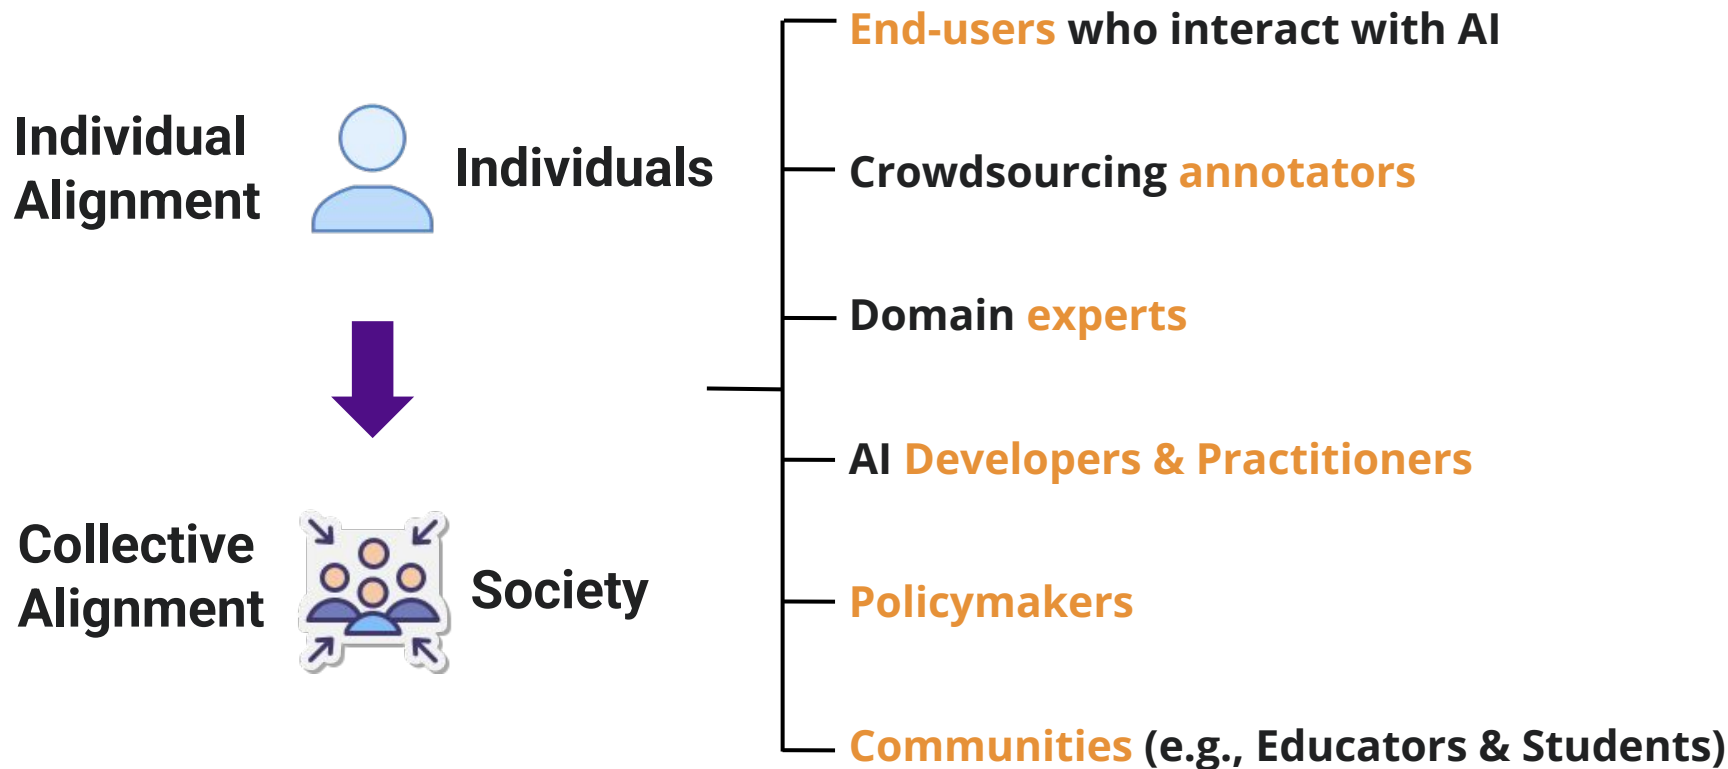 Individual
Alignment
Individuals
Collective
Alignment
Society
End-users who interact with AI
Crowdsourcing annotators
Domain experts
AI Developers & Practitioners
Policymakers
Communities (e.g., Educators & Students)